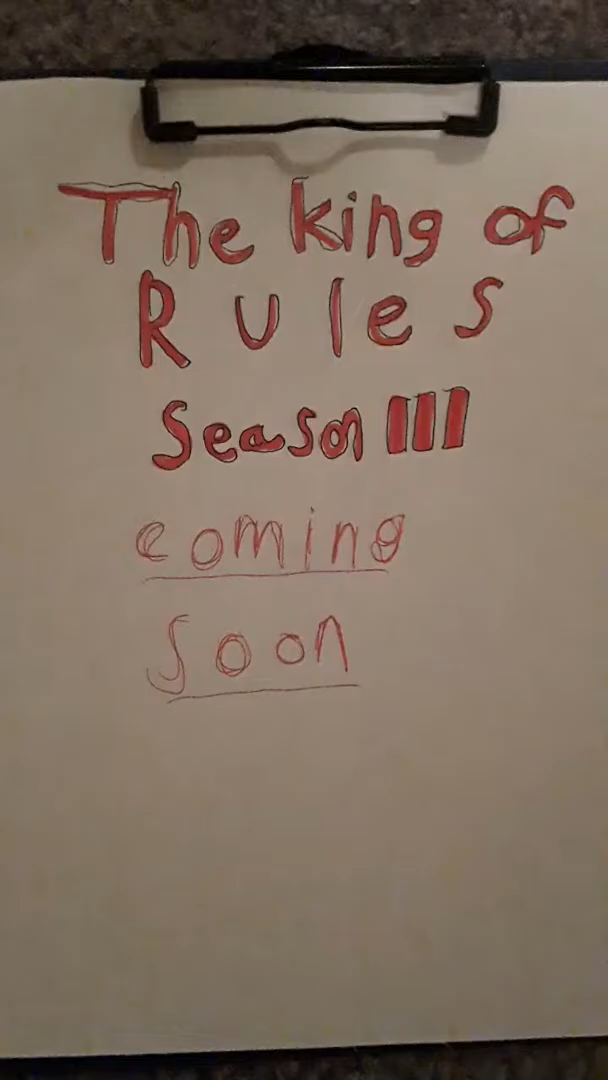 The king of
Rules
Season III
coming
soon